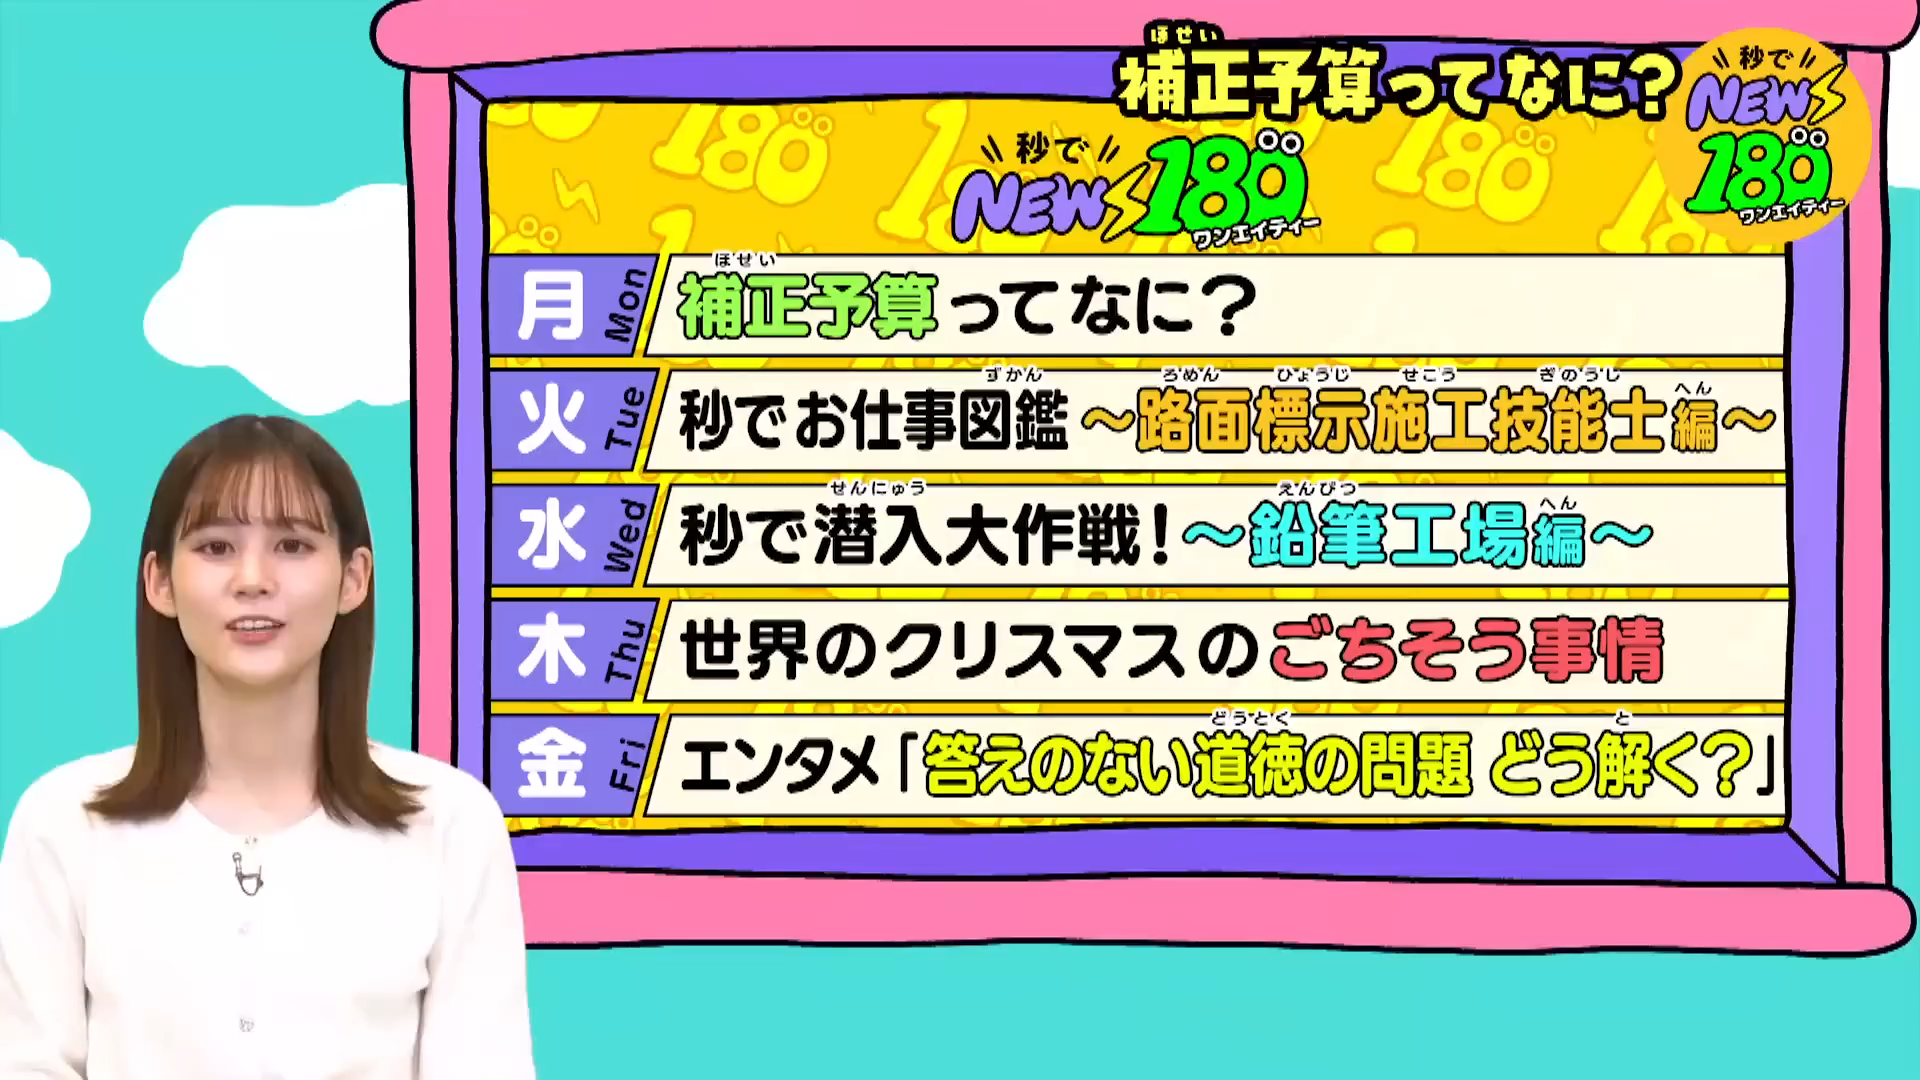 ほせい
補正予算ってなに?
秒で
NEWS
180
ワンエイティー
秒で
NEWS180
ワンエイティー
ほせい
月 Mon 補正予算ってなに?
ずかん ろめん ひょうじ せこう ぎのうし へん
火 Tue 秒でお仕事図鑑~路面標示施工技能士編~
せんにゅう えんぴつ へん
水 Wed 秒で潜入大作戦!~鉛筆工場編~
木 Thu 世界のクリスマスのごちそう事情
どうとく と
金 Fri エンタメ「答えのない道徳の問題 どう解く?」